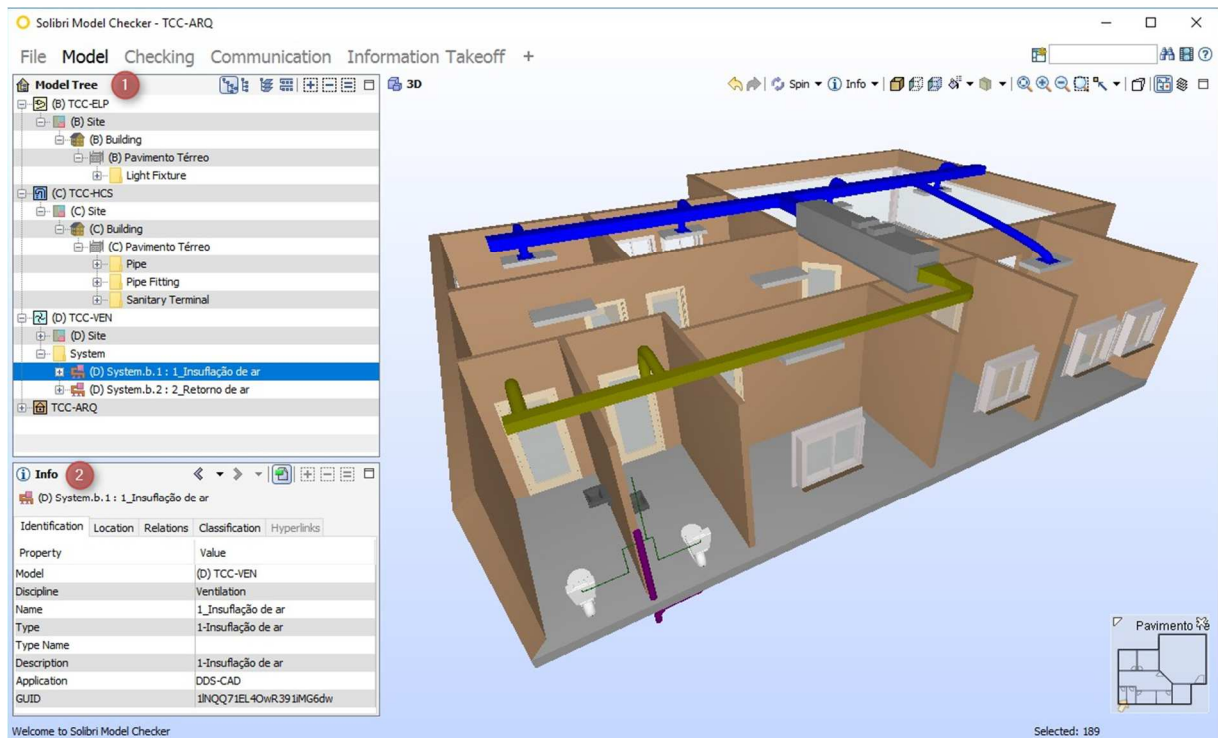 Solibri Model Checker - TCC-ARQ
File Model Checking Communication Information Takeoff +
Model Tree 1
(B) TCC-ELP
(B) Site
(B) Building
(B) Pavimento Térreo
Light Fixture
(C) TCC-HCS
(C) Site
(C) Building
(C) Pavimento Térreo
Pipe
Pipe Fitting
Sanitary Terminal
(D) TCC-VEN
(D) Site
System
(D) System.b.1 : 1_Insuflação de ar
(D) System.b.2 : 2_Retorno de ar
TCC-ARQ
3D
Spin Info
Info 2
(D) System.b.1 : 1_Insuflação de ar
Identification Location Relations Classification Hyperlinks
Property Value
Model (D) TCC-VEN
Discipline Ventilation
Name 1_Insuflação de ar
Type 1-Insuflação de ar
Type Name
Description 1-Insuflação de ar
Application DDS-CAD
GUID
Pavimento
Welcome to Solibri Model Checker
Selected: 189